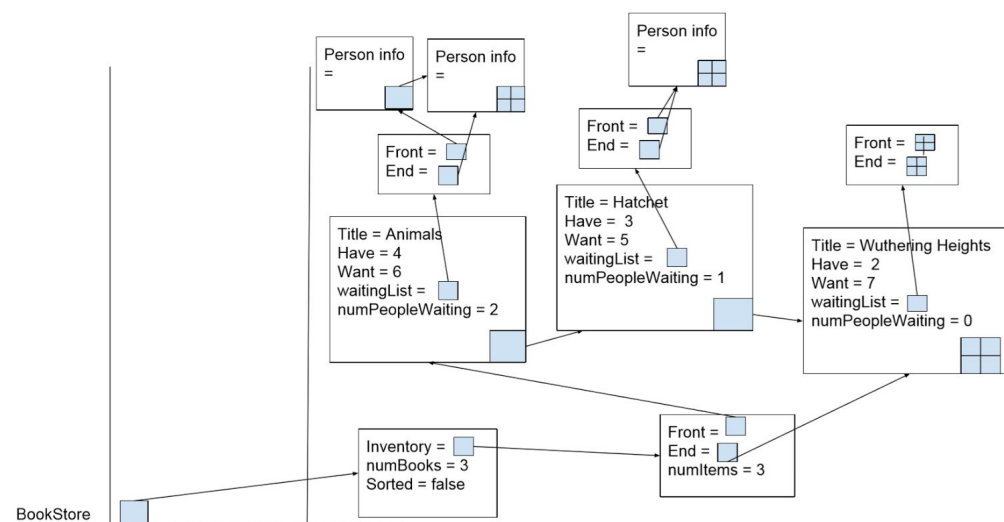 Person info
=
Person info
=
Person info
=
Front =
End =
Front =
End =
Front =
End =
Title = Animals
Have = 4
Want = 6
waitingList =
numPeopleWaiting = 2
Title = Hatchet
Have =  3
Want = 5
waitingList =
numPeopleWaiting = 1
Title = Wuthering Heights
Have =  2
Want = 7
waitingList =
numPeopleWaiting = 0
Inventory =
numBooks = 3
Sorted = false
Front =
End =
numItems = 3
BookStore